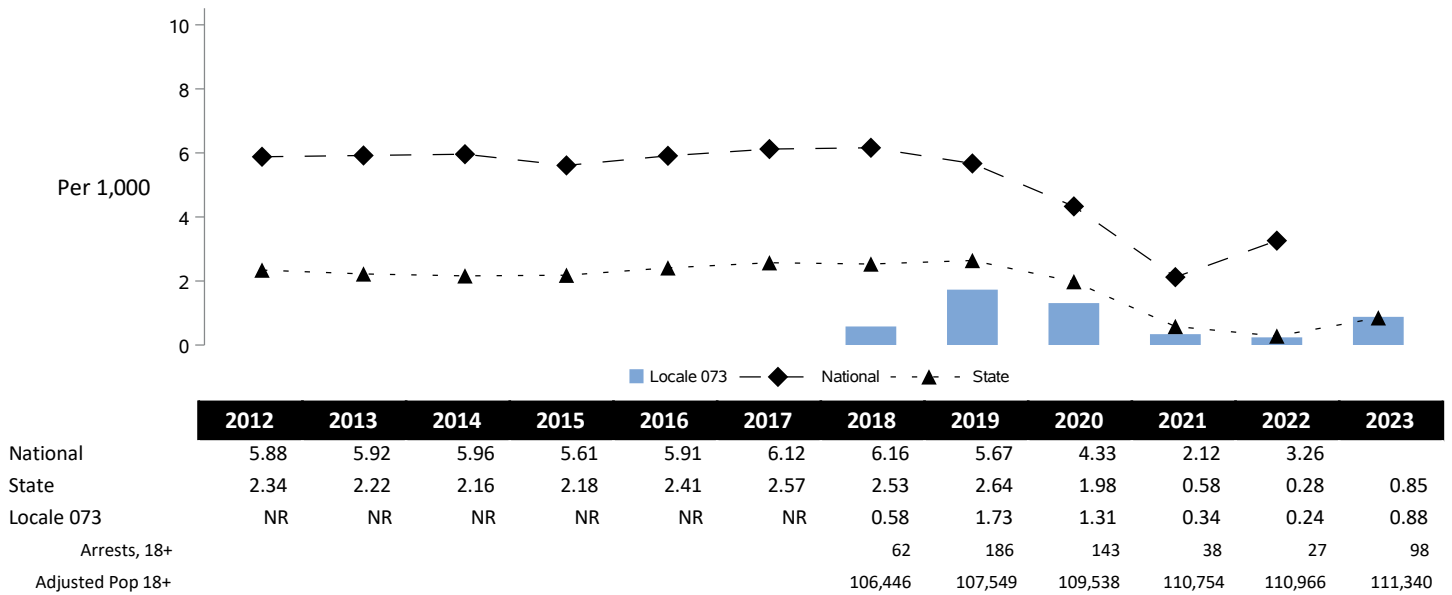 10
8
6
Per 1,000
4
2
0
Locale 073 National State
2012 2013 2014 2015 2016 2017 2018 2019 2020 2021 2022 2023
National 5.88 5.92 5.96 5.61 5.91 6.12 6.16 5.67 4.33 2.12 3.26
State 2.34 2.22 2.16 2.18 2.41 2.57 2.53 2.64 1.98 0.58 0.28 0.85
Locale 073 NR NR NR NR NR NR 0.58 1.73 1.31 0.34 0.24 0.88
Arrests, 18+ 62 186 143 38 27 98
Adjusted Pop 18+ 106,446 107,549 109,538 110,754 110,966 111,340